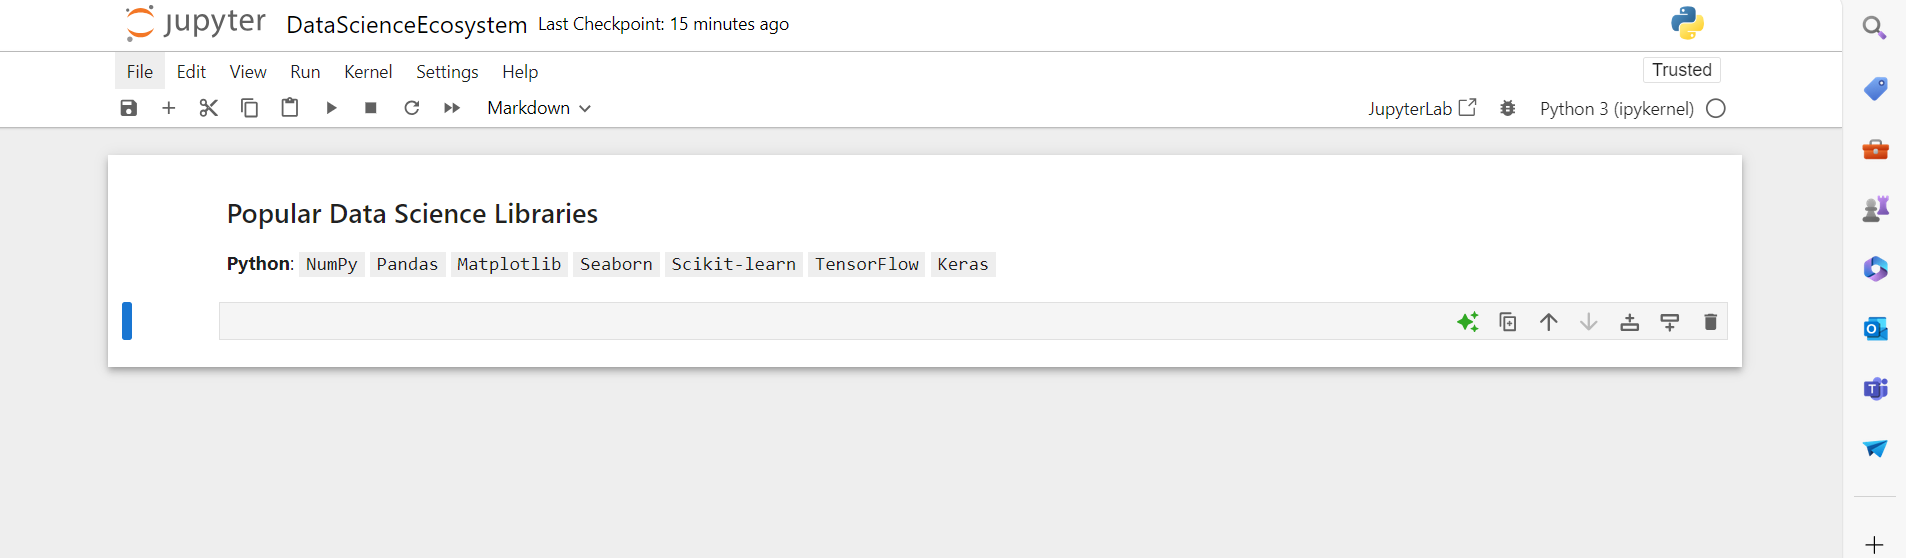 jupyter DataScienceEcosystem Last Checkpoint: 15 minutes ago
File Edit View Run Kernel Settings Help Trusted
Markdown JupyterLab Python 3 (ipykernel)
Popular Data Science Libraries
Python: NumPy Pandas Matplotlib Seaborn Scikit-learn TensorFlow Keras